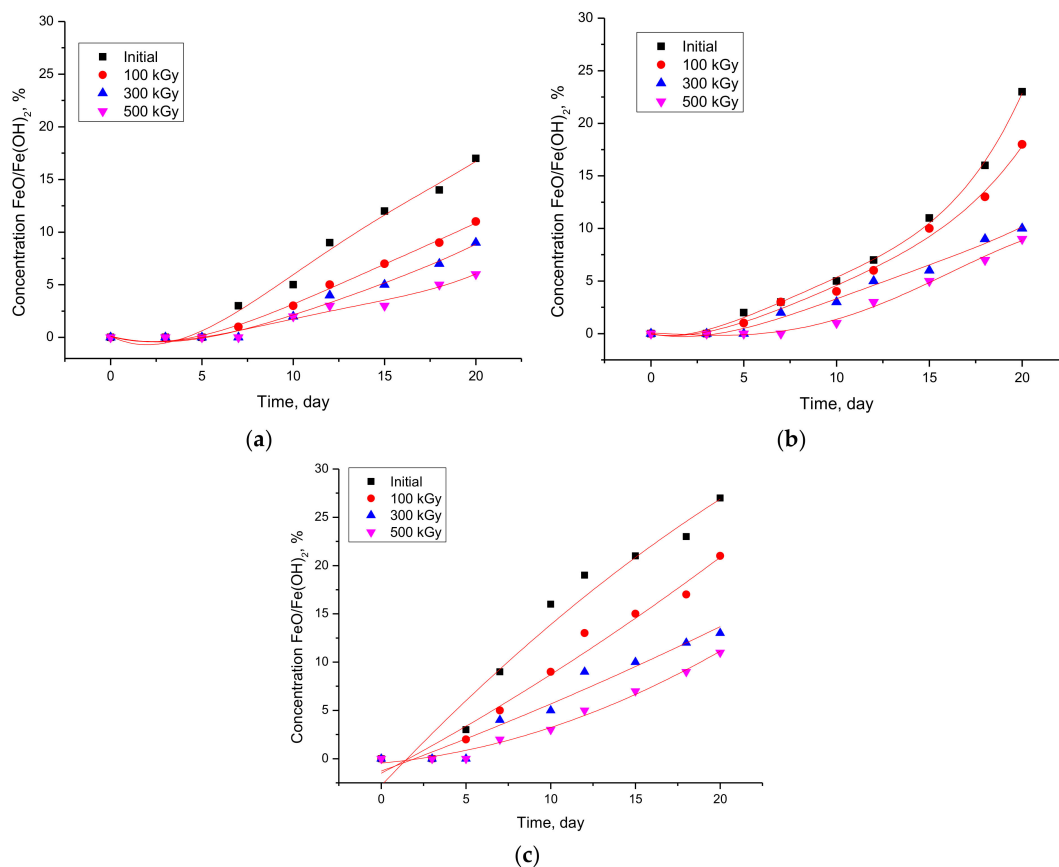 30
25
20
15
10
5
0
Concentration FeO/Fe(OH)2, %
Initial
100 kGy
300 kGy
500 kGy
0 5 10 15 20
Time, day
(a)
30
25
20
15
10
5
0
Concentration FeO/Fe(OH)2, %
Initial
100 kGy
300 kGy
500 kGy
0 5 10 15 20
Time, day
(b)
30
25
20
15
10
5
0
Concentration FeO/Fe(OH)2, %
Initial
100 kGy
300 kGy
500 kGy
0 5 10 15 20
Time, day
(c)